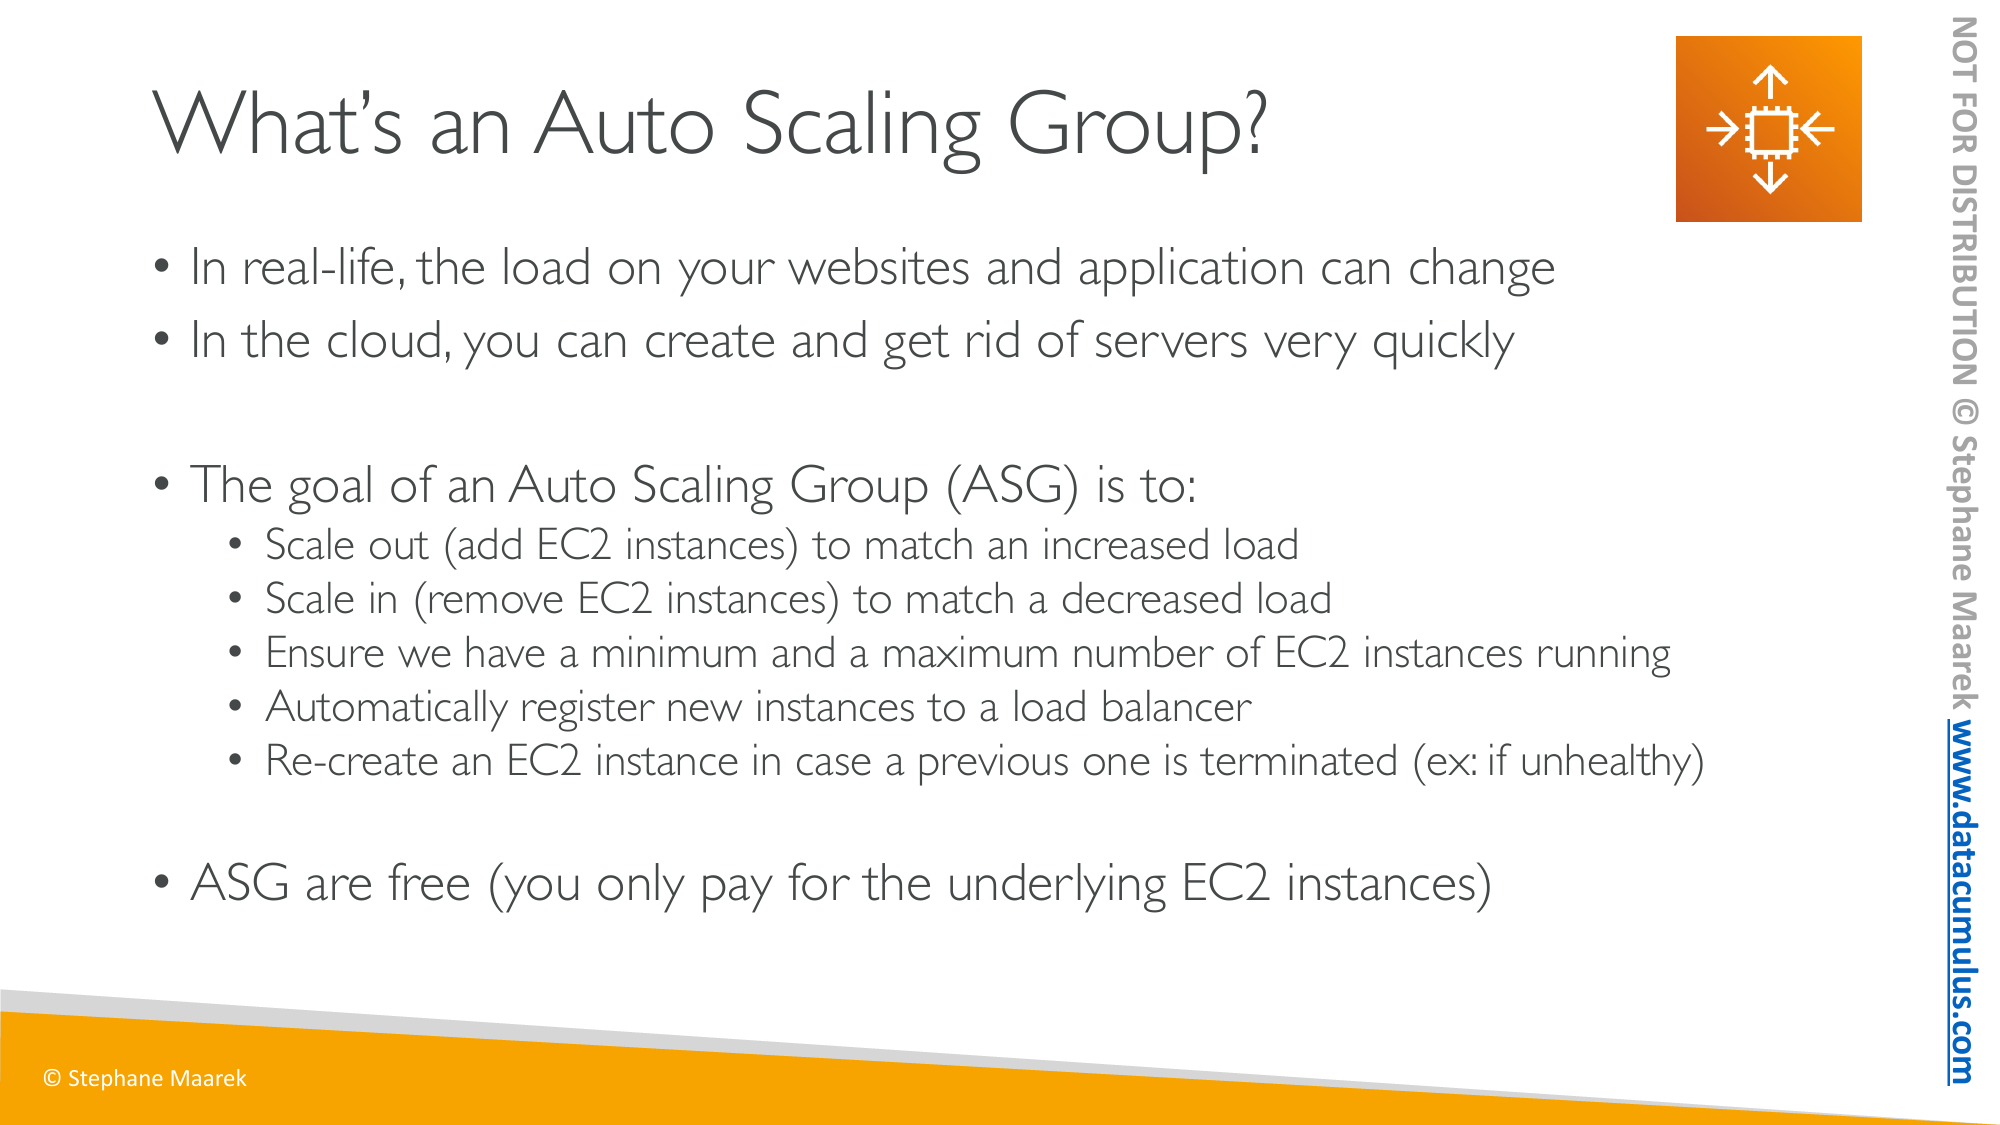 What’s an Auto Scaling Group?
• In real-life, the load on your websites and application can change
• In the cloud, you can create and get rid of servers very quickly
• The goal of an Auto Scaling Group (ASG) is to:
• Scale out (add EC2 instances) to match an increased load
• Scale in (remove EC2 instances) to match a decreased load
• Ensure we have a minimum and a maximum number of EC2 instances running
• Automatically register new instances to a load balancer
• Re-create an EC2 instance in case a previous one is terminated (ex: if unhealthy)
• ASG are free (you only pay for the underlying EC2 instances)
© Stephane Maarek
NOT FOR DISTRIBUTION © Stephane Maarek www.datacumulus.com